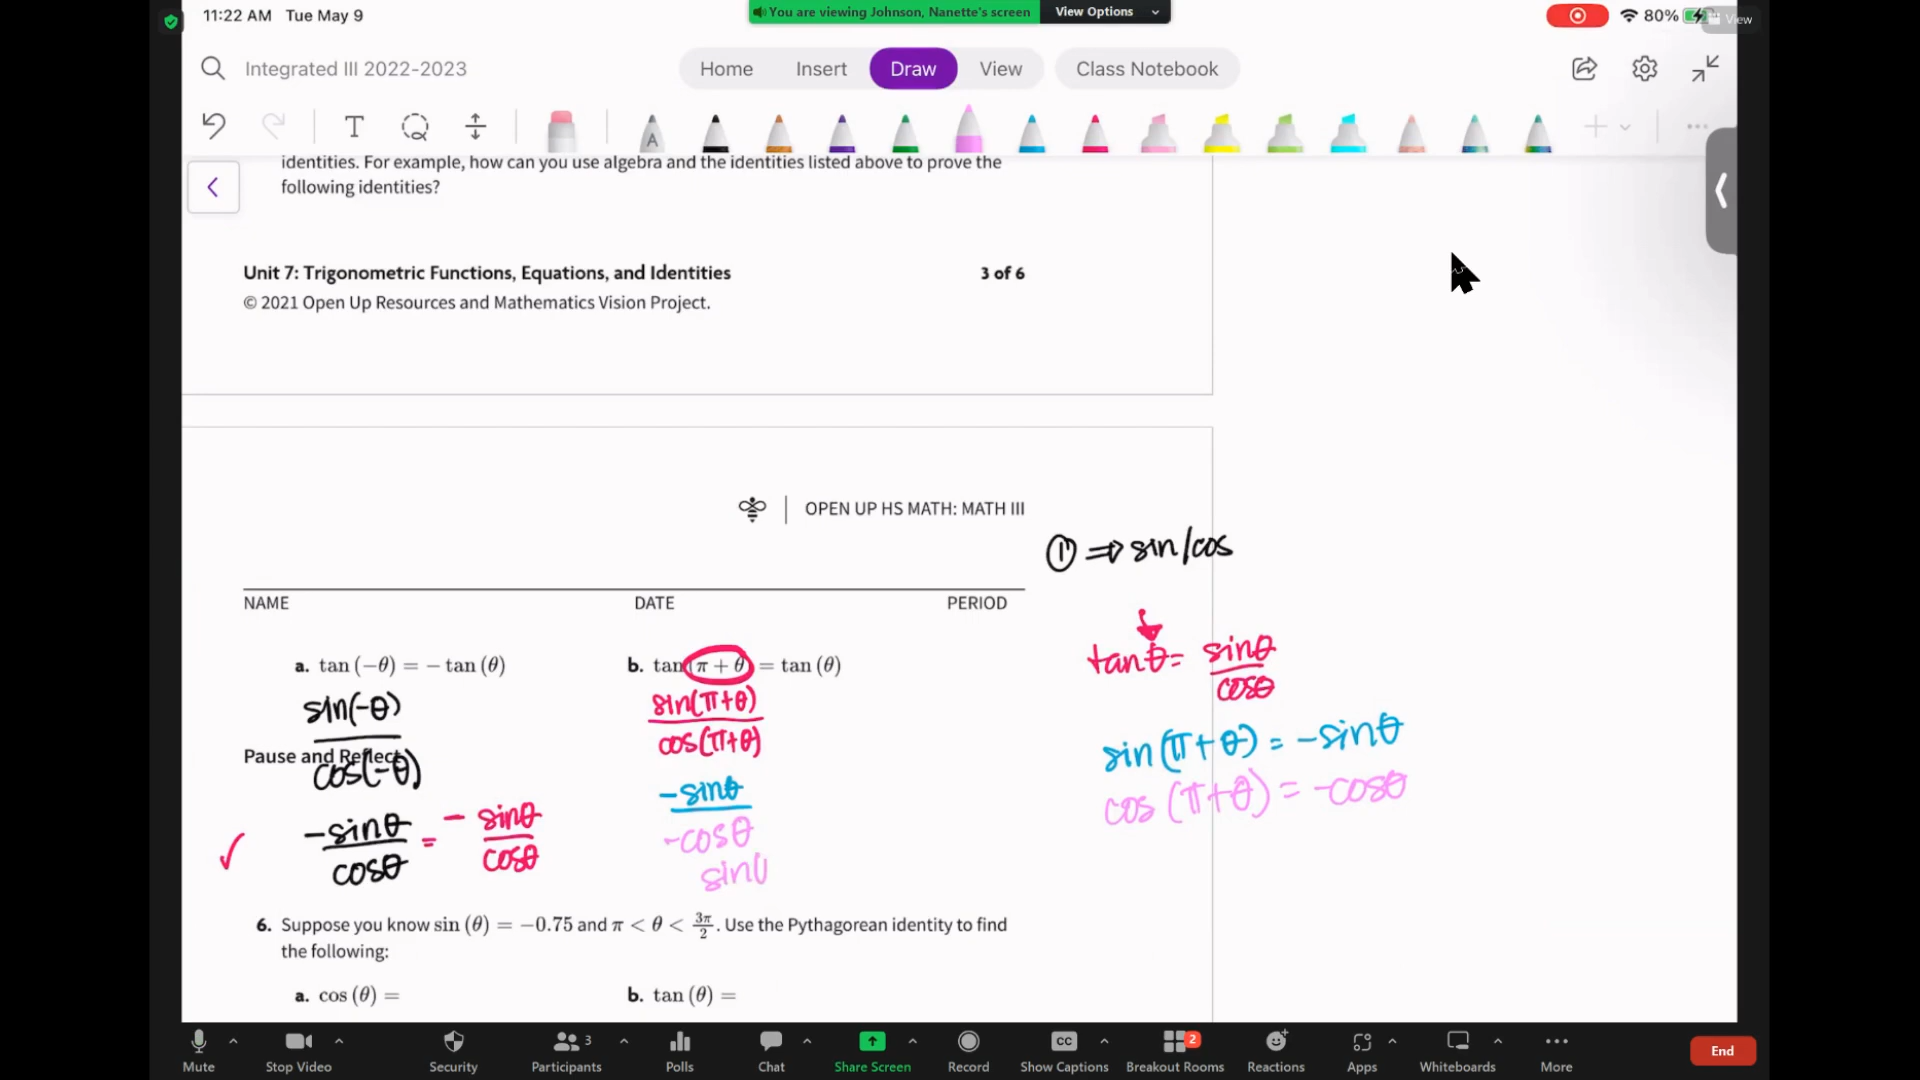 11:22 AM Tue May 9
You are viewing Johnson, Nanette's screen
View Options
80%
View
Integrated III 2022-2023
Home
Insert
Draw
View
Class Notebook
T
A
identities. For example, how can you use algebra and the identities listed above to prove the
following identities?
Unit 7: Trigonometric Functions, Equations, and Identities
3 of 6
© 2021 Open Up Resources and Mathematics Vision Project.
OPEN UP HS MATH: MATH III
① ⇒ sin/cos
NAME
DATE
PERIOD
a. tan (−θ) = − tan (θ)
b. tan (π + θ) = tan (θ)
tanθ = sinθ/cosθ
sin(-θ)
cos(-θ)
sin(π+θ)
cos(π+θ)
sin(π+θ) = -sinθ
cos(π+θ) = -cosθ
Pause and Reflect
-sinθ/cosθ = - sinθ/cosθ
-sinθ
-cosθ
sin(
6. Suppose you know sin (θ) = −0.75 and π < θ < 3π/2. Use the Pythagorean identity to find
the following:
a. cos (θ) =
b. tan (θ) =
Mute
Stop Video
Security
Participants
3
Polls
Chat
Share Screen
Record
CC
Show Captions
Breakout Rooms
2
Reactions
Apps
Whiteboards
More
End